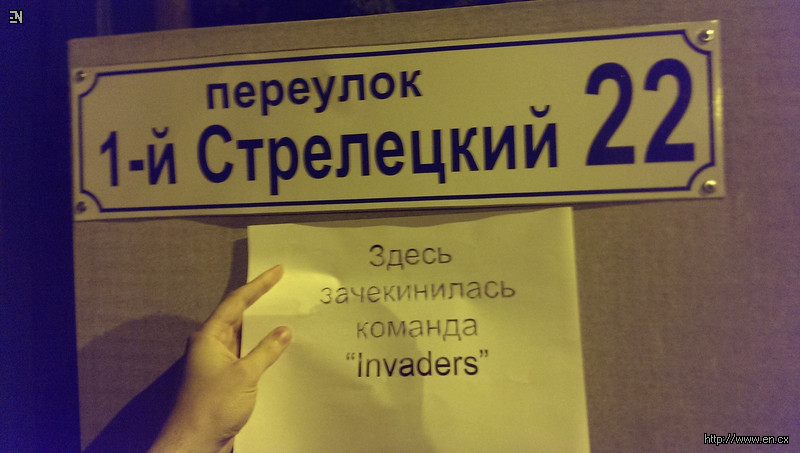 EN
переулок
1-й Стрелецкий 22
Здесь
зачекинилась
команда
“Invaders”
http://www.en.cx